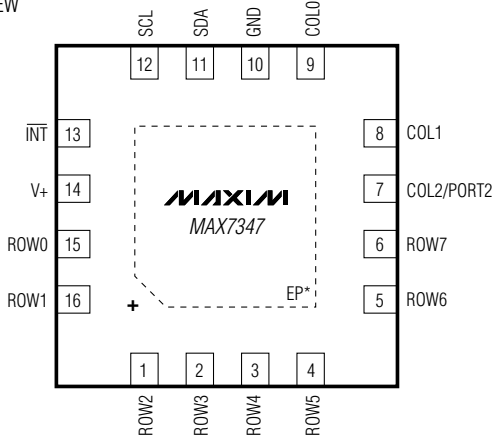 EW
SCL SDA GND COL0
12 11 10 9
INT 13 8 COL1
V+ 14 7 COL2/PORT2
MAXIM
MAX7347
ROW0 15 6 ROW7
ROW1 16 + EP* 5 ROW6
1 2 3 4
ROW2 ROW3 ROW4 ROW5